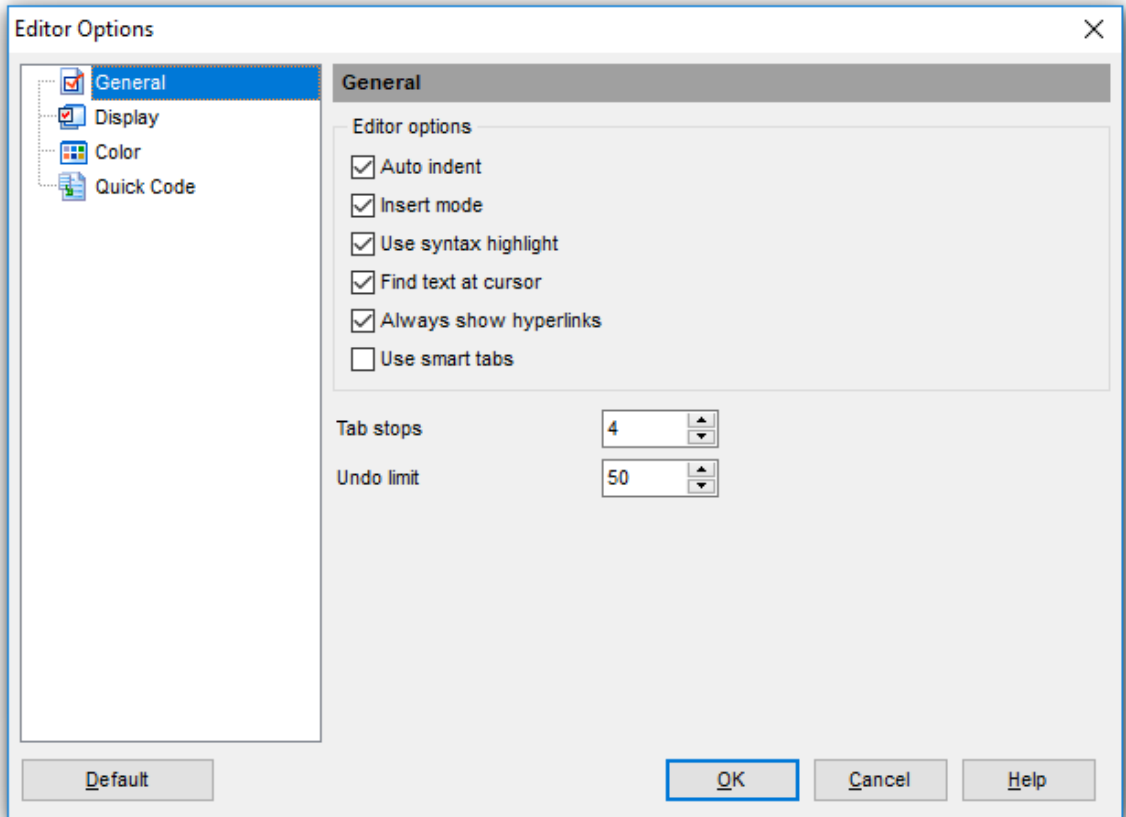 Editor Options
General
Display
Color
Quick Code
General
Editor options
Auto indent
Insert mode
Use syntax highlight
Find text at cursor
Always show hyperlinks
Use smart tabs
Tab stops 4
Undo limit 50
Default OK Cancel Help